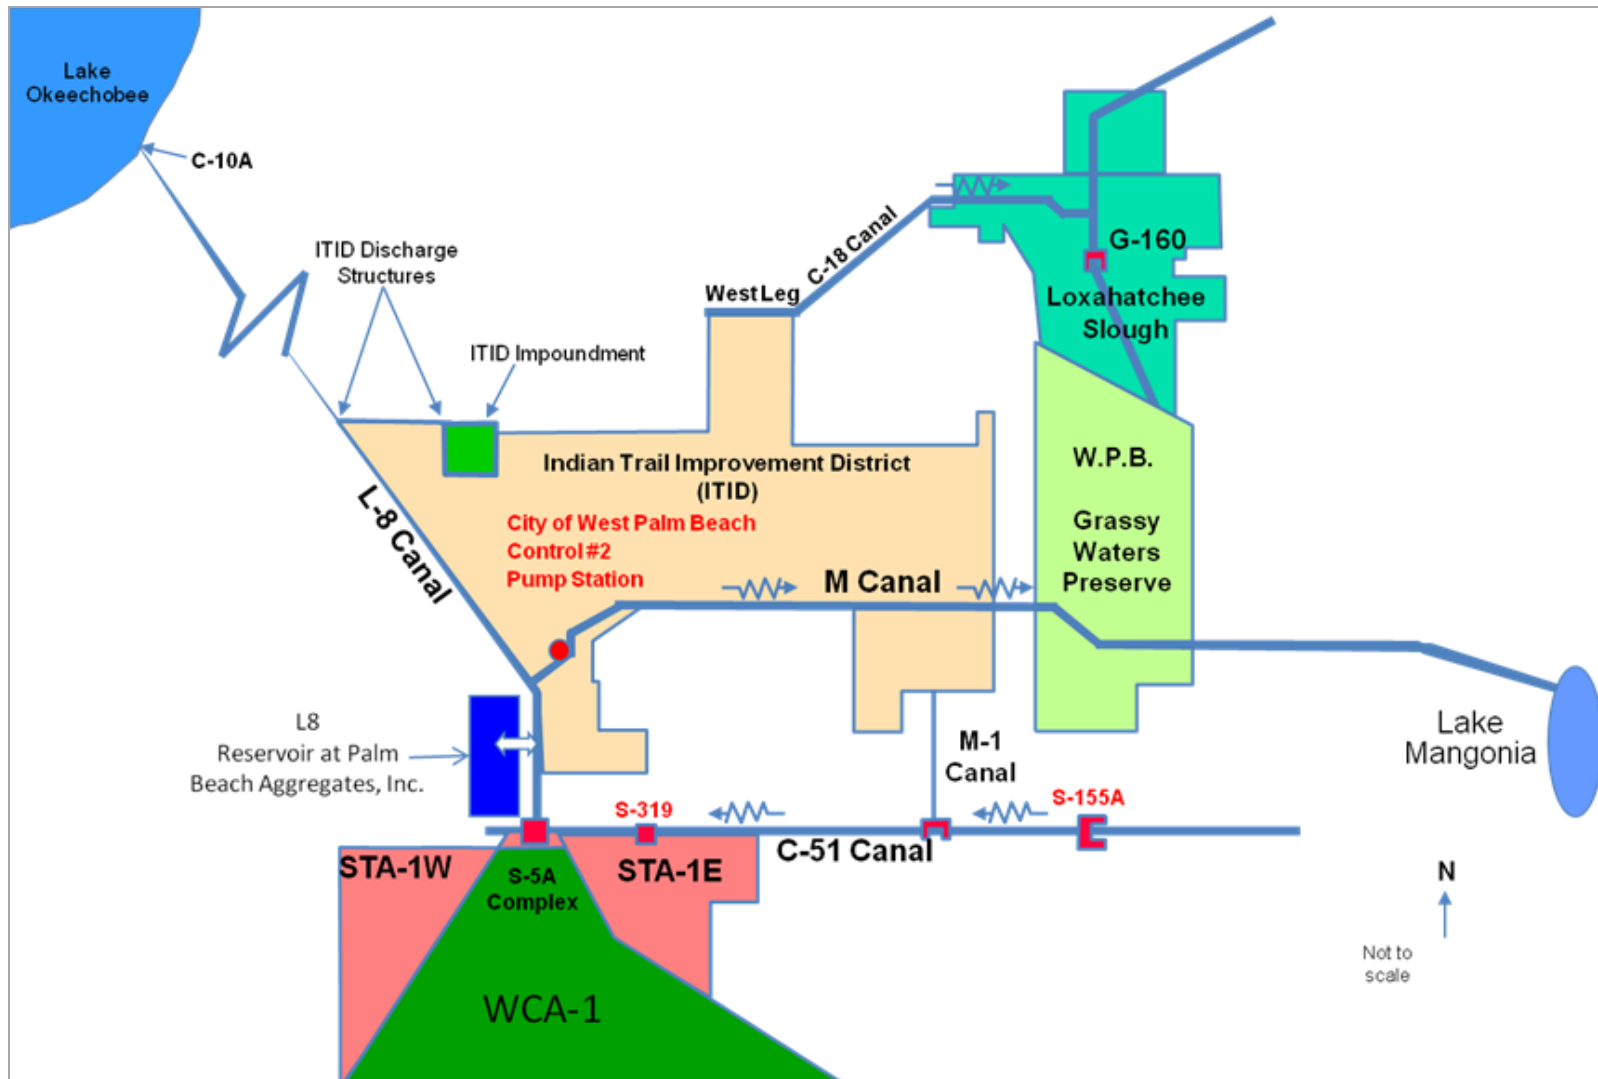 Lake
Okeechobee
C-10A
ITID Discharge
Structures
ITID Impoundment
West Leg
C-18 Canal
G-160
Loxahatchee
Slough
Indian Trail Improvement District
(ITID)
City of West Palm Beach
Control #2
Pump Station
L-8 Canal
M Canal
W.P.B.
Grassy
Waters
Preserve
L8
Reservoir at Palm
Beach Aggregates, Inc.
M-1
Canal
Lake
Mangonia
S-319
S-155A
C-51 Canal
STA-1W
S-5A
Complex
STA-1E
WCA-1
N
Not to
scale